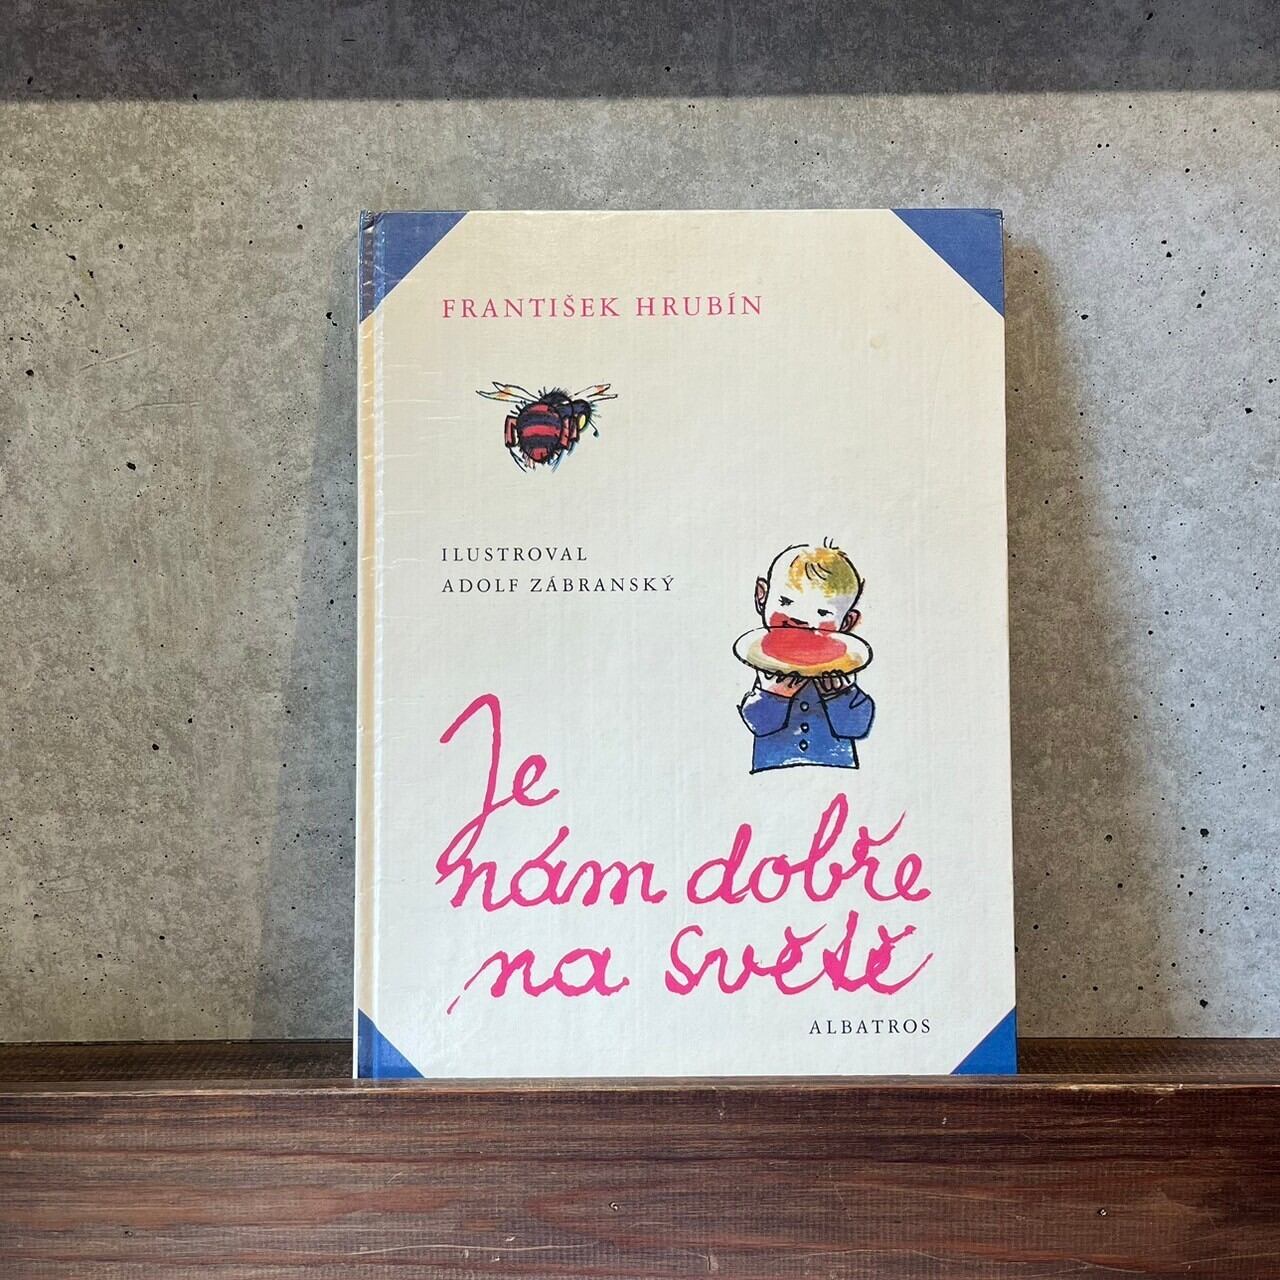 FRANTIŠEK HRUBÍN
ILUSTROVAL
ADOLF ZÁBRANSKÝ
Je
nám dobře
na světě
ALBATROS